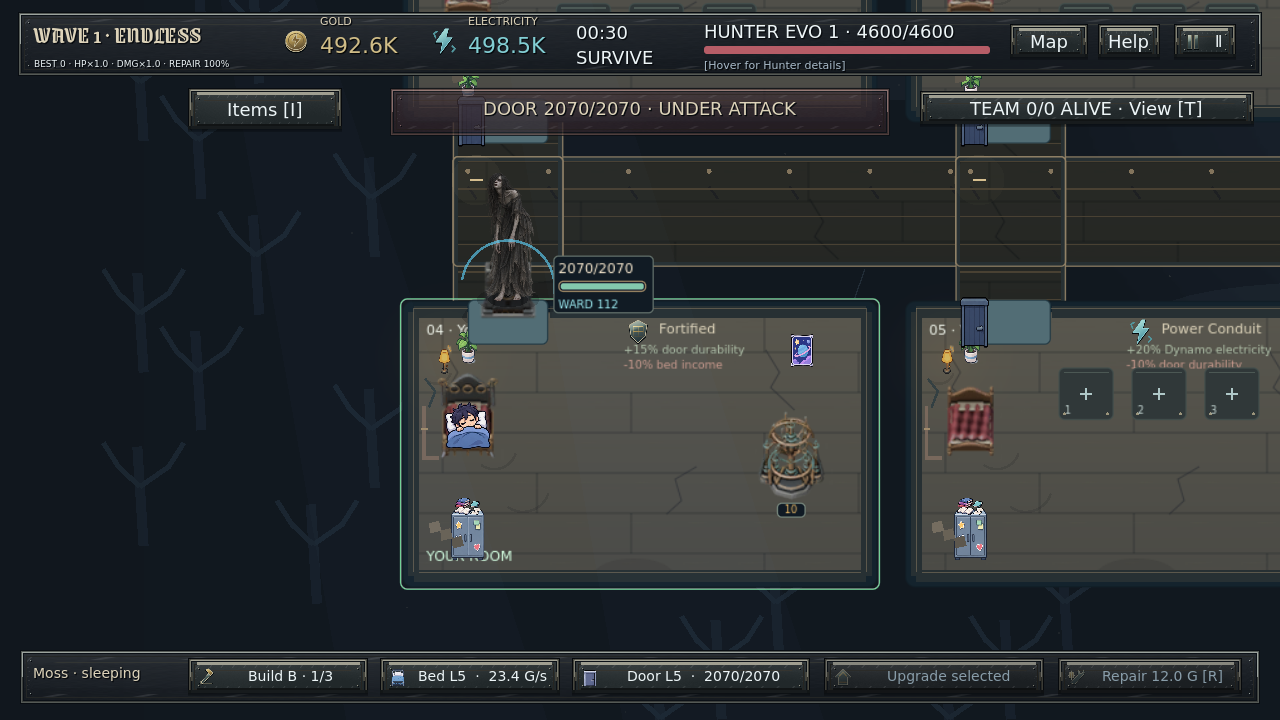 WAVE 1 · ENDLESS
BEST 0 · HP×1.0 · DMG×1.0 · REPAIR 100%
GOLD
492.6K
ELECTRICITY
498.5K
00:30
SURVIVE
HUNTER EVO 1 · 4600/4600
[Hover for Hunter details]
Map
Help
Items [I]
DOOR 2070/2070 · UNDER ATTACK
TEAM 0/0 ALIVE · View [T]
2070/2070
WARD 112
04 ·
Fortified
+15% door durability
-10% bed income
10
YOUR ROOM
05 ·
Power Conduit
+20% Dynamo electricity
-10% door durability
+
1
+
2
+
3
Moss · sleeping
Build B · 1/3
Bed L5 · 23.4 G/s
Door L5 · 2070/2070
Upgrade selected
Repair 12.0 G [R]